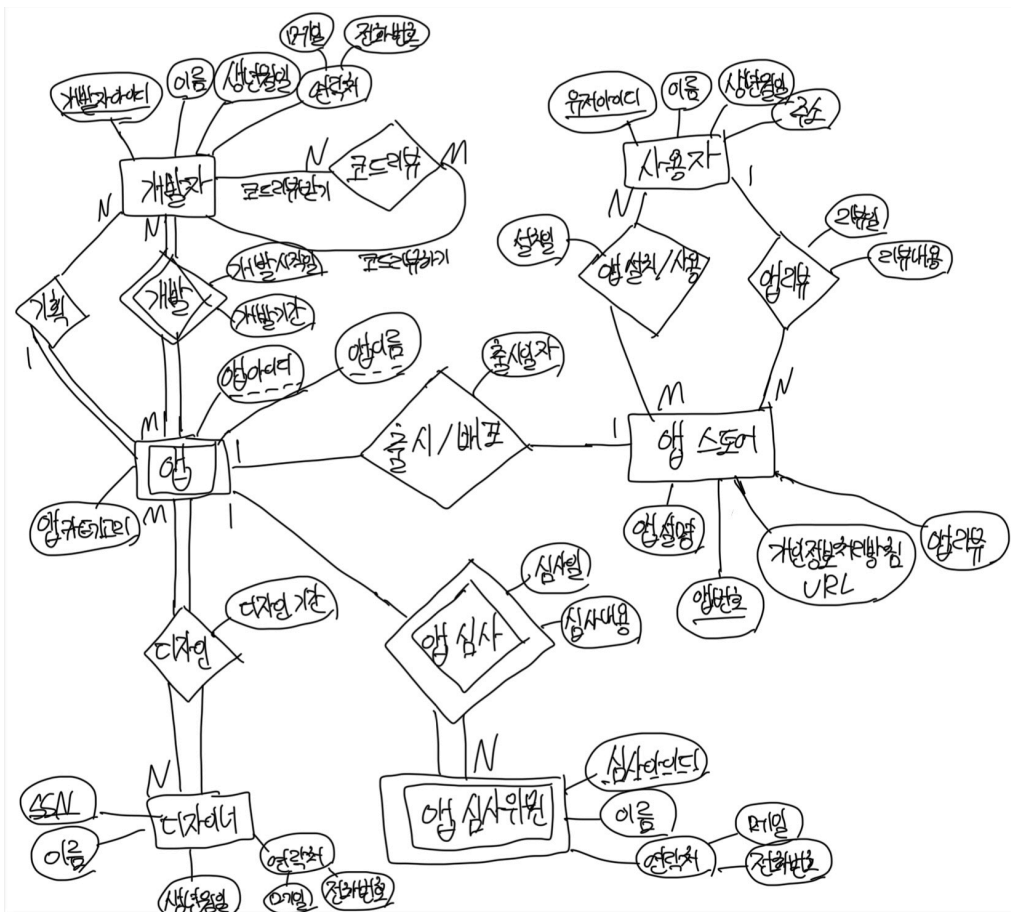 메일
전화번호
개발자아이디
이름
생년월일
연락처
유저아이디
이름
생년월일
주소
개발자
N
코드리뷰
M
코드리뷰받기
사용자
1
N
N
N
코드리뷰하기
설치일
앱 설치/사용
앱리뷰
리뷰일
리뷰내용
기획
개발
개발시작일
개발기간
1
앱아이디
앱이름
출시일자
M
N
M
앱
1
출시/배포
1
앱 스토어
앱카테고리
M
1
앱설명
앱번호
개인정보처리방침
URL
앱리뷰
디자인
디자인 기간
앱 심사
심사일
심사내용
N
N
SSN
이름
디자이너
생년월일
연락처
메일
전화번호
앱 심사위원
심사아이디
이름
연락처
메일
전화번호